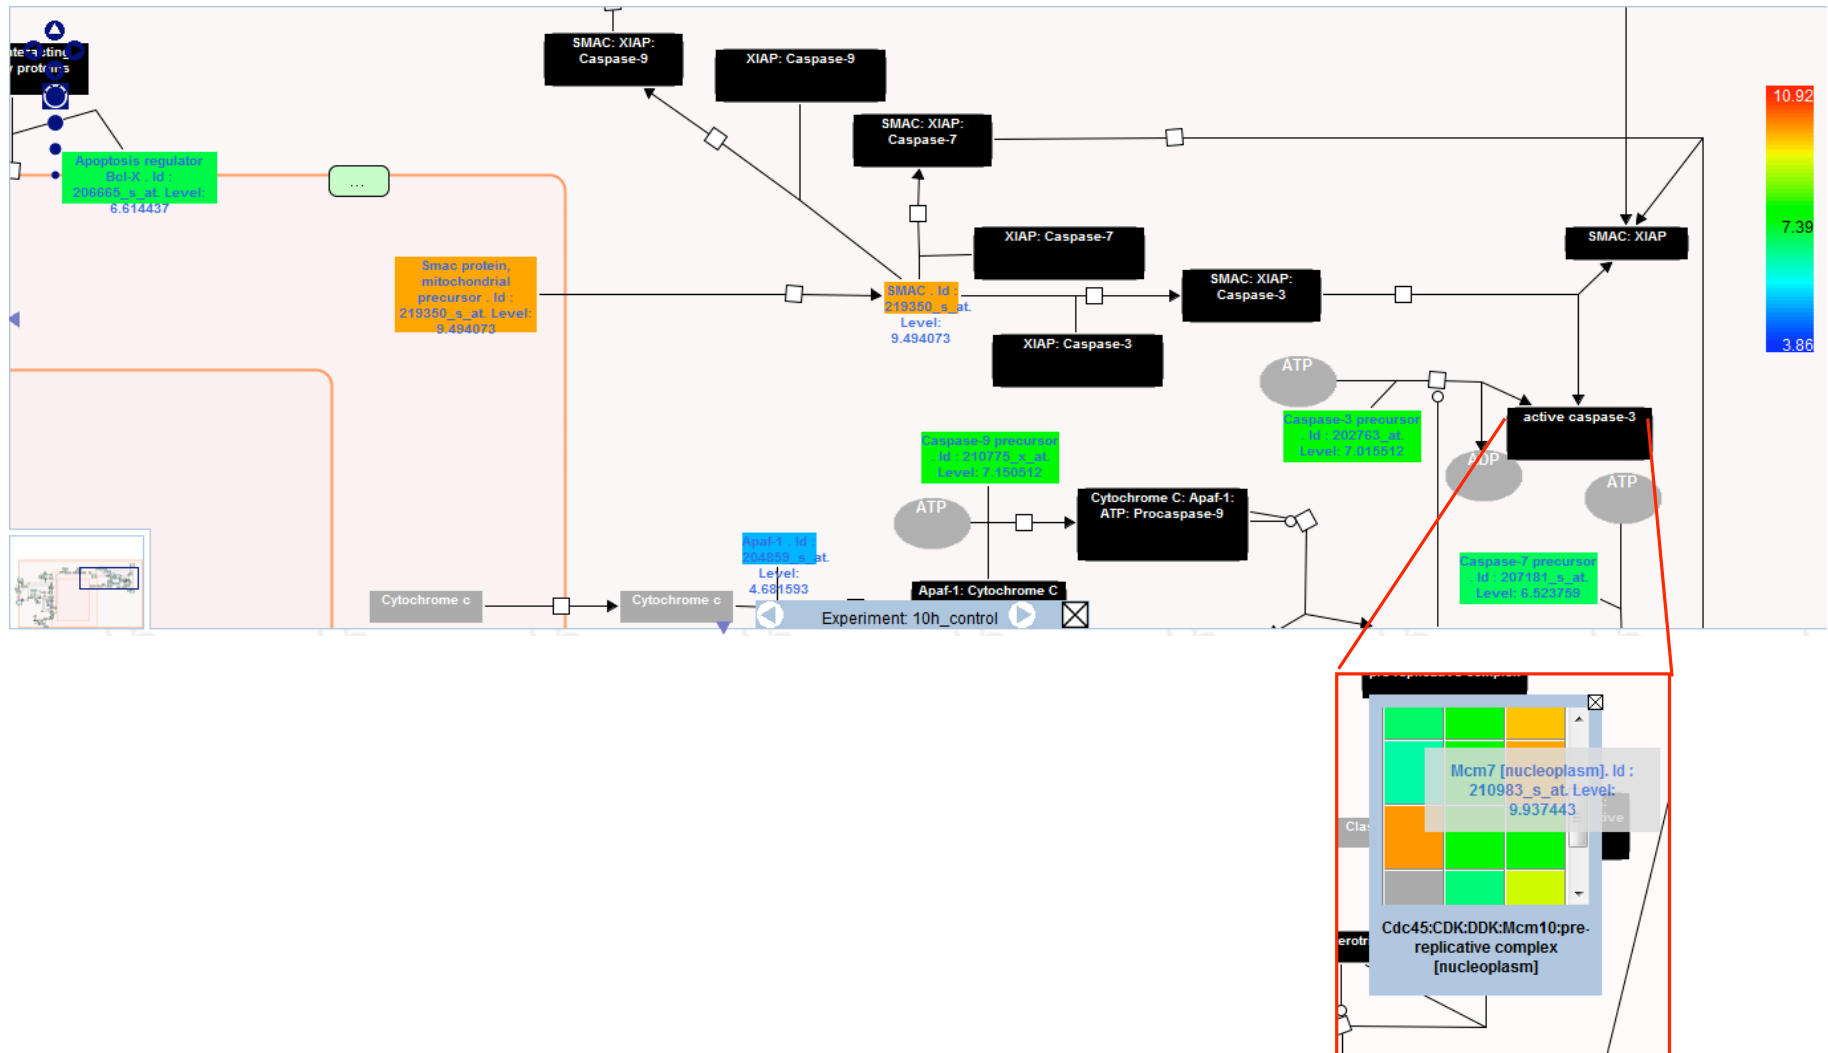 SMAC: XIAP:
Caspase-9
XIAP: Caspase-9
proteins
10.92
SMAC: XIAP:
Caspase-7
Apoptosis regulator
Bcl-X . Id :
206665_s_at. Level:
6.614437
...
7.39
XIAP: Caspase-7
SMAC: XIAP
Smac protein,
mitochondrial
precursor . Id :
219350_s_at. Level:
9.494073
SMAC . Id :
219350_s_at.
Level:
9.494073
SMAC: XIAP:
Caspase-3
XIAP: Caspase-3
3.86
ATP
Caspase-3 precursor
. Id : 202763_at.
Level: 7.015512
active caspase-3
Caspase-9 precursor
. Id : 210775_x_at.
Level: 7.150512
ADP
ATP
ATP
Cytochrome C: Apaf-1:
ATP: Procaspase-9
Apaf-1 . Id :
204859_s_at.
Level:
4.681593
Caspase-7 precursor
. Id : 207181_s_at.
Level: 6.523759
Cytochrome c
Cytochrome c
Apaf-1: Cytochrome C
Experiment: 10h_control
Mcm7 [nucleoplasm]. Id :
210983_s_at. Level:
9.937443
Cdc45:CDK:DDK:Mcm10:pre-
replicative complex
[nucleoplasm]